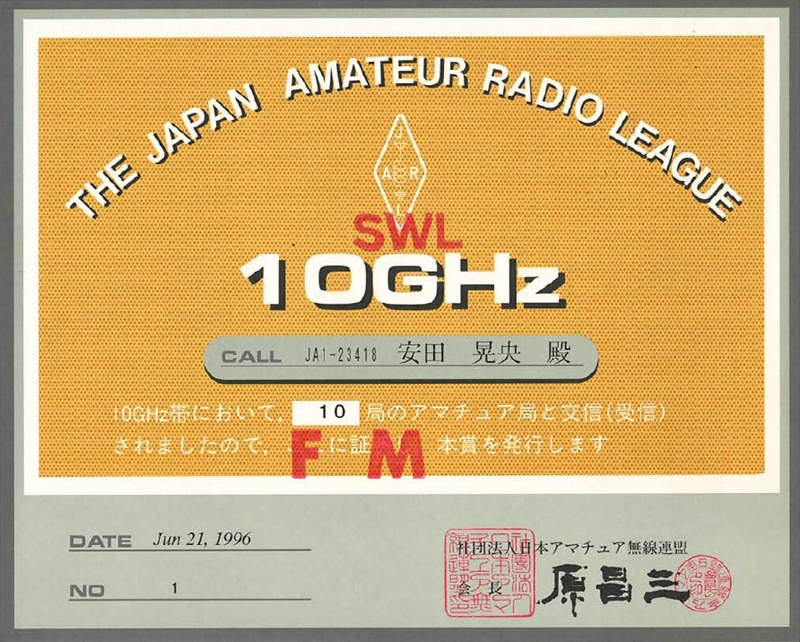 THE JAPAN AMATEUR RADIO LEAGUE
J
A R
L
SWL
10GHz
CALL JA1-23418 安田 晃央 殿
10GHz帯において, 10 局のアマチュア局と交信(受信)
されましたので, に証 本賞を発行します
FM
DATE Jun 21, 1996
社団法人日本アマチュア無線連盟
NO 1
会長 原昌三